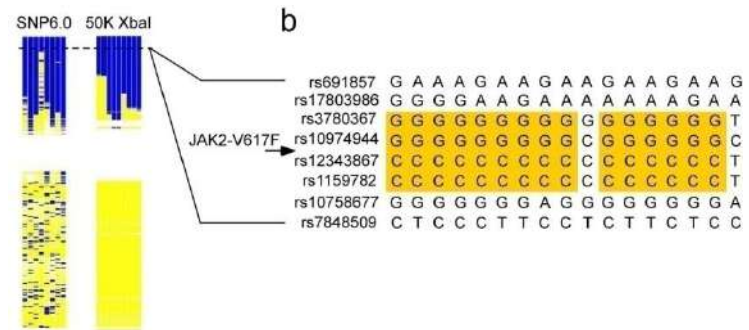 SNP6.0 50K XbaI
b
rs691857 G A A A G A A G A A G A A G A A G
rs17803986 G G G G A A G A A A A A A A G A A
rs3780367 G G G G G G G G G G G G G G G G T
JAK2-V617F
rs10974944 G G G G G G G G G C G G G G G G C
rs12343867 C C C C C C C C C C C C C C C C T
rs1159782 C C C C C C C C C C C C C C C C T
rs10758677 G G G G G G G A G G G G G G G G A
rs7848509 C T C C C T T C C T C T T C T C C